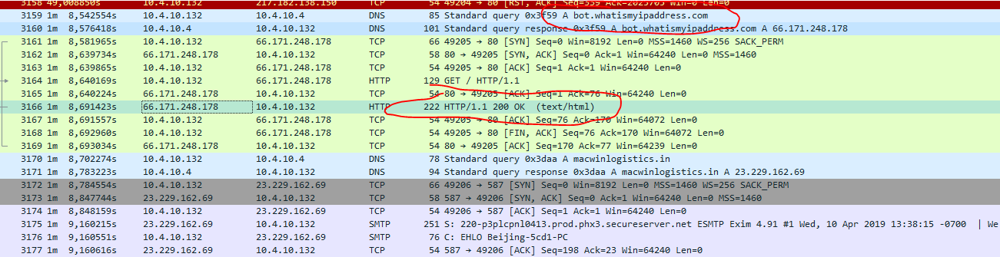 3158 49,008850s 10.4.10.132 217.182.138.150 TCP 54 49204 → 80 [RST, ACK] Seq=359 Ack=2025705 Win=0 Len=0
3159 1m 8,542554s 10.4.10.132 10.4.10.4 DNS 85 Standard query 0x3f59 A bot.whatismyipaddress.com
3160 1m 8,576418s 10.4.10.4 10.4.10.132 DNS 101 Standard query response 0x3f59 A bot.whatismyipaddress.com A 66.171.248.178
3161 1m 8,581965s 10.4.10.132 66.171.248.178 TCP 66 49205 → 80 [SYN] Seq=0 Win=8192 Len=0 MSS=1460 WS=256 SACK_PERM
3162 1m 8,639734s 66.171.248.178 10.4.10.132 TCP 58 80 → 49205 [SYN, ACK] Seq=0 Ack=1 Win=64240 Len=0 MSS=1460
3163 1m 8,639865s 10.4.10.132 66.171.248.178 TCP 54 49205 → 80 [ACK] Seq=1 Ack=1 Win=64240 Len=0
3164 1m 8,640169s 10.4.10.132 66.171.248.178 HTTP 129 GET / HTTP/1.1
3165 1m 8,640224s 66.171.248.178 10.4.10.132 TCP 54 80 → 49205 [ACK] Seq=1 Ack=76 Win=64240 Len=0
3166 1m 8,691423s 66.171.248.178 10.4.10.132 HTTP 222 HTTP/1.1 200 OK (text/html)
3167 1m 8,691557s 10.4.10.132 66.171.248.178 TCP 54 49205 → 80 [ACK] Seq=76 Ack=170 Win=64072 Len=0
3168 1m 8,692960s 10.4.10.132 66.171.248.178 TCP 54 49205 → 80 [FIN, ACK] Seq=76 Ack=170 Win=64072 Len=0
3169 1m 8,693034s 66.171.248.178 10.4.10.132 TCP 54 80 → 49205 [ACK] Seq=170 Ack=77 Win=64239 Len=0
3170 1m 8,702274s 10.4.10.132 10.4.10.4 DNS 78 Standard query 0x3daa A macwinlogistics.in
3171 1m 8,783223s 10.4.10.4 10.4.10.132 DNS 94 Standard query response 0x3daa A macwinlogistics.in A 23.229.162.69
3172 1m 8,784554s 10.4.10.132 23.229.162.69 TCP 66 49206 → 587 [SYN] Seq=0 Win=8192 Len=0 MSS=1460 WS=256 SACK_PERM
3173 1m 8,847744s 23.229.162.69 10.4.10.132 TCP 58 587 → 49206 [SYN, ACK] Seq=0 Ack=1 Win=64240 Len=0 MSS=1460
3174 1m 8,848159s 10.4.10.132 23.229.162.69 TCP 54 49206 → 587 [ACK] Seq=1 Ack=1 Win=64240 Len=0
3175 1m 9,160215s 23.229.162.69 10.4.10.132 SMTP 251 S: 220-p3plcpnl0413.prod.phx3.secureserver.net ESMTP Exim 4.91 #1 Wed, 10 Apr 2019 13:38:15 -0700 | We
3176 1m 9,160551s 10.4.10.132 23.229.162.69 SMTP 76 C: EHLO Beijing-5cd1-PC
3177 1m 9,160616s 23.229.162.69 10.4.10.132 TCP 54 587 → 49206 [ACK] Seq=198 Ack=23 Win=64240 Len=0